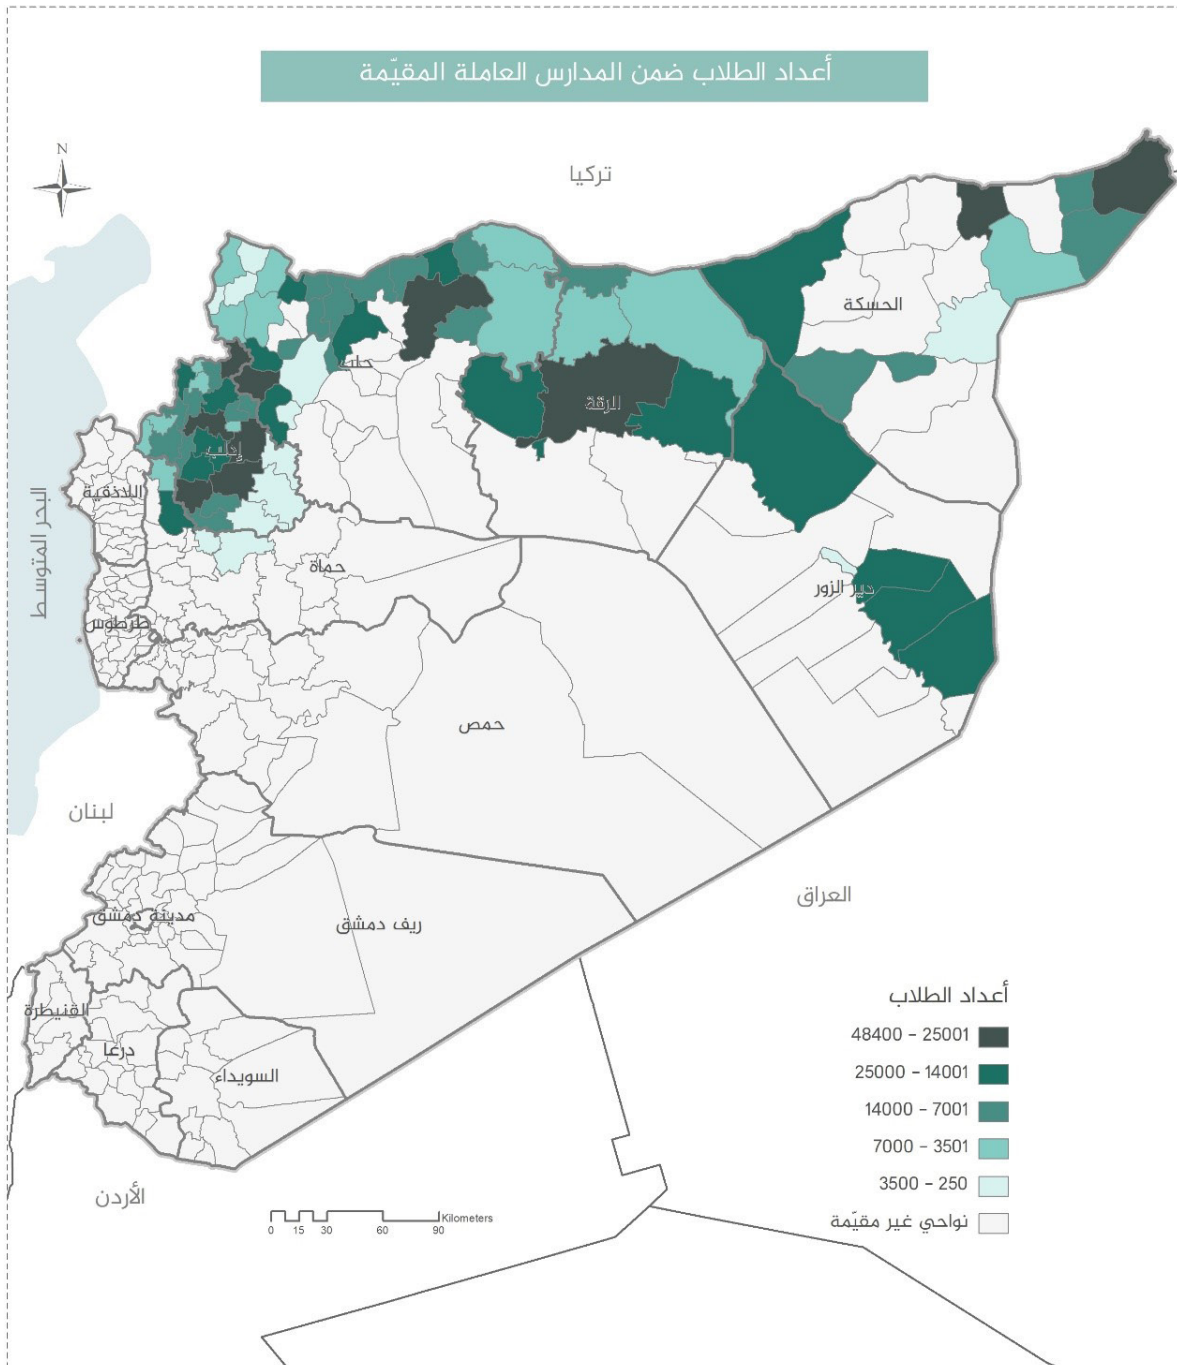 أعداد الطلاب ضمن المدارس العاملة المقيّمة
N
تركيا
الحسكة
حلب
الرقة
إدلب
اللاذقية
البحر المتوسط
حماة
دير الزور
طرطوس
حمص
لبنان
العراق
مدينة دمشق
ريف دمشق
القنيطرة
درعا
السويداء
الأردن
أعداد الطلاب
48400 - 25001
25000 - 14001
14000 - 7001
7000 - 3501
3500 - 250
نواحي غير مقيّمة
Kilometers
0 15 30 60 90